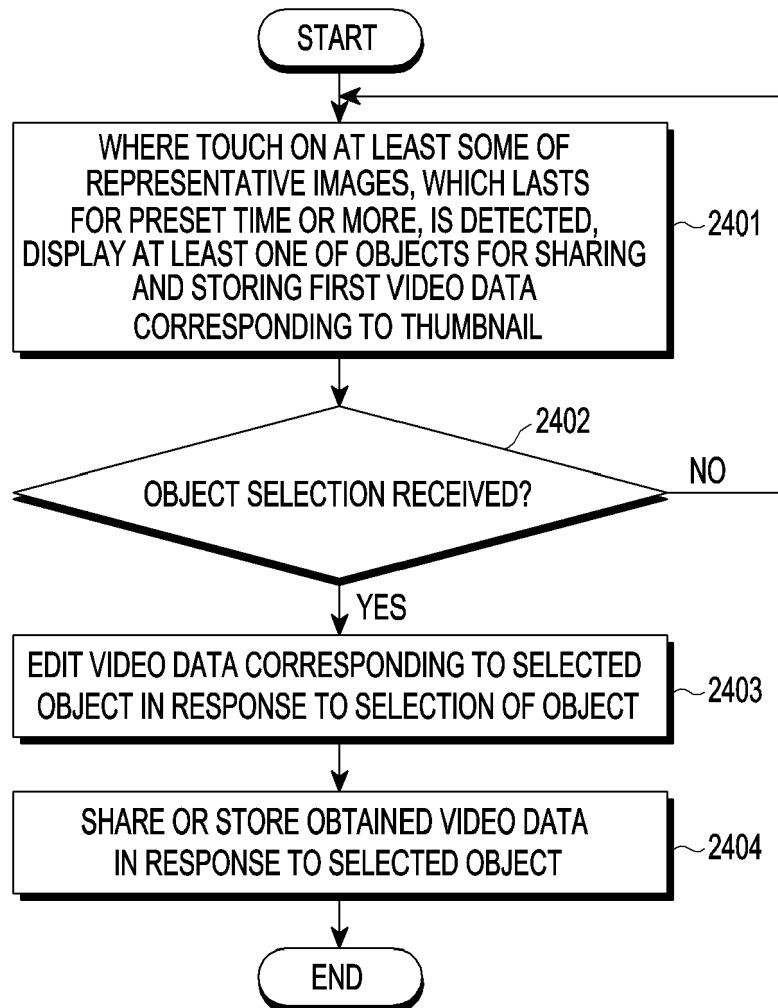 START
WHERE TOUCH ON AT LEAST SOME OF
REPRESENTATIVE IMAGES, WHICH LASTS
FOR PRESET TIME OR MORE, IS DETECTED,
DISPLAY AT LEAST ONE OF OBJECTS FOR SHARING
AND STORING FIRST VIDEO DATA
CORRESPONDING TO THUMBNAIL
2401
2402
OBJECT SELECTION RECEIVED?
NO
YES
EDIT VIDEO DATA CORRESPONDING TO SELECTED
OBJECT IN RESPONSE TO SELECTION OF OBJECT
2403
SHARE OR STORE OBTAINED VIDEO DATA
IN RESPONSE TO SELECTED OBJECT
2404
END